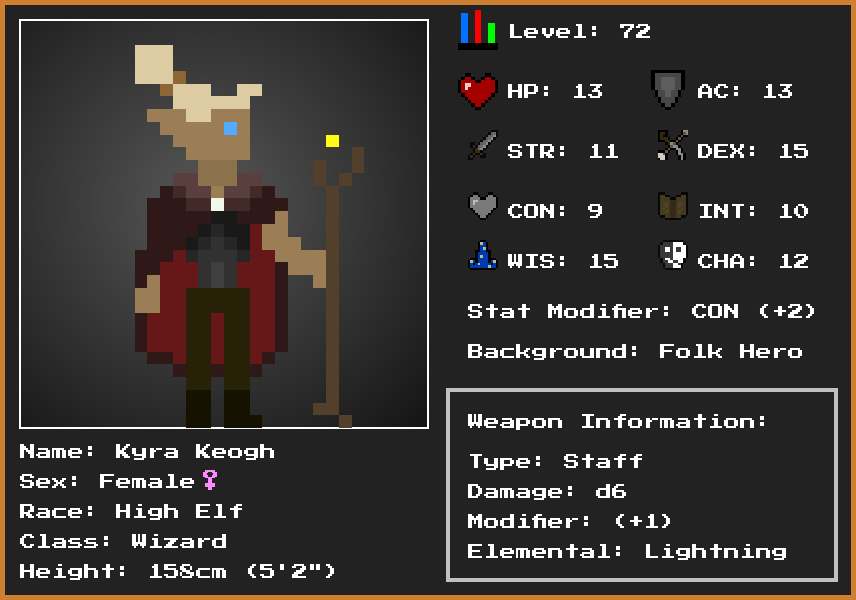 Level: 72
HP: 13 AC: 13
STR: 11 DEX: 15
CON: 9 INT: 10
WIS: 15 CHA: 12
Stat Modifier: CON (+2)
Background: Folk Hero
Weapon Information:
Type: Staff
Damage: d6
Modifier: (+1)
Elemental: Lightning
Name: Kyra Keogh
Sex: Female♀
Race: High Elf
Class: Wizard
Height: 158cm (5'2")